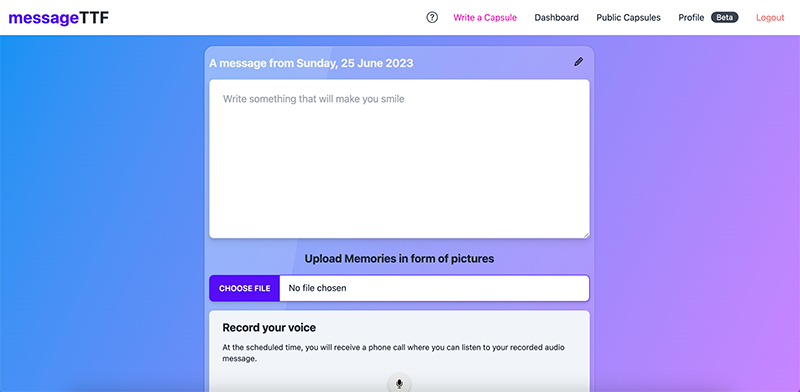 messageTTF
? Write a Capsule Dashboard Public Capsules Profile Beta Logout
A message from Sunday, 25 June 2023
Write something that will make you smile
Upload Memories in form of pictures
CHOOSE FILE No file chosen
Record your voice
At the scheduled time, you will receive a phone call where you can listen to your recorded audio
message.